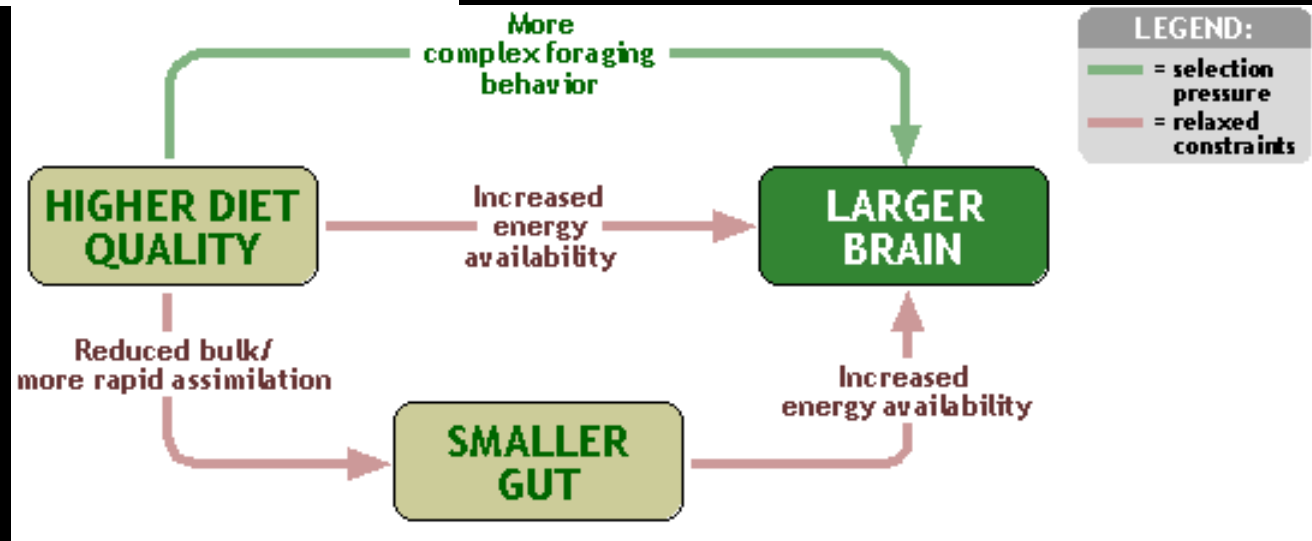 More
complex foraging
behavior
LEGEND:
= selection
pressure
= relaxed
constraints
HIGHER DIET
QUALITY
Increased
energy
availability
LARGER
BRAIN
Reduced bulk/
more rapid assimilation
Increased
energy availability
SMALLER
GUT